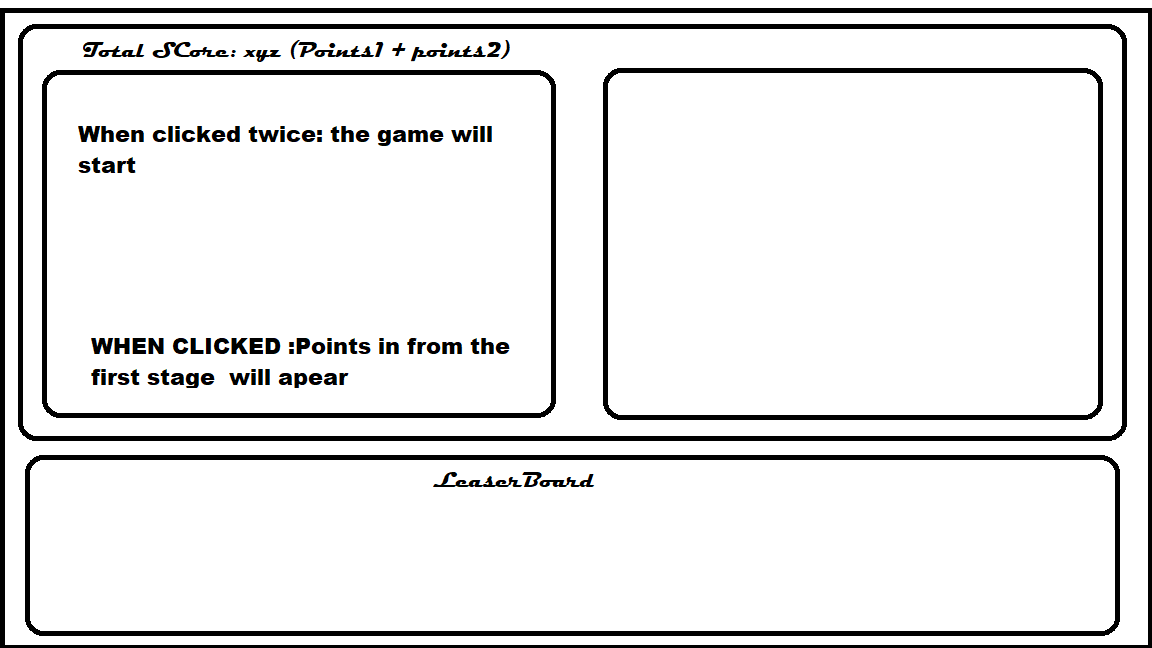 Total SCore: xyz (Points1 + points2)
When clicked twice: the game will
start
WHEN CLICKED :Points in from the
first stage  will apear
LeaserBoard